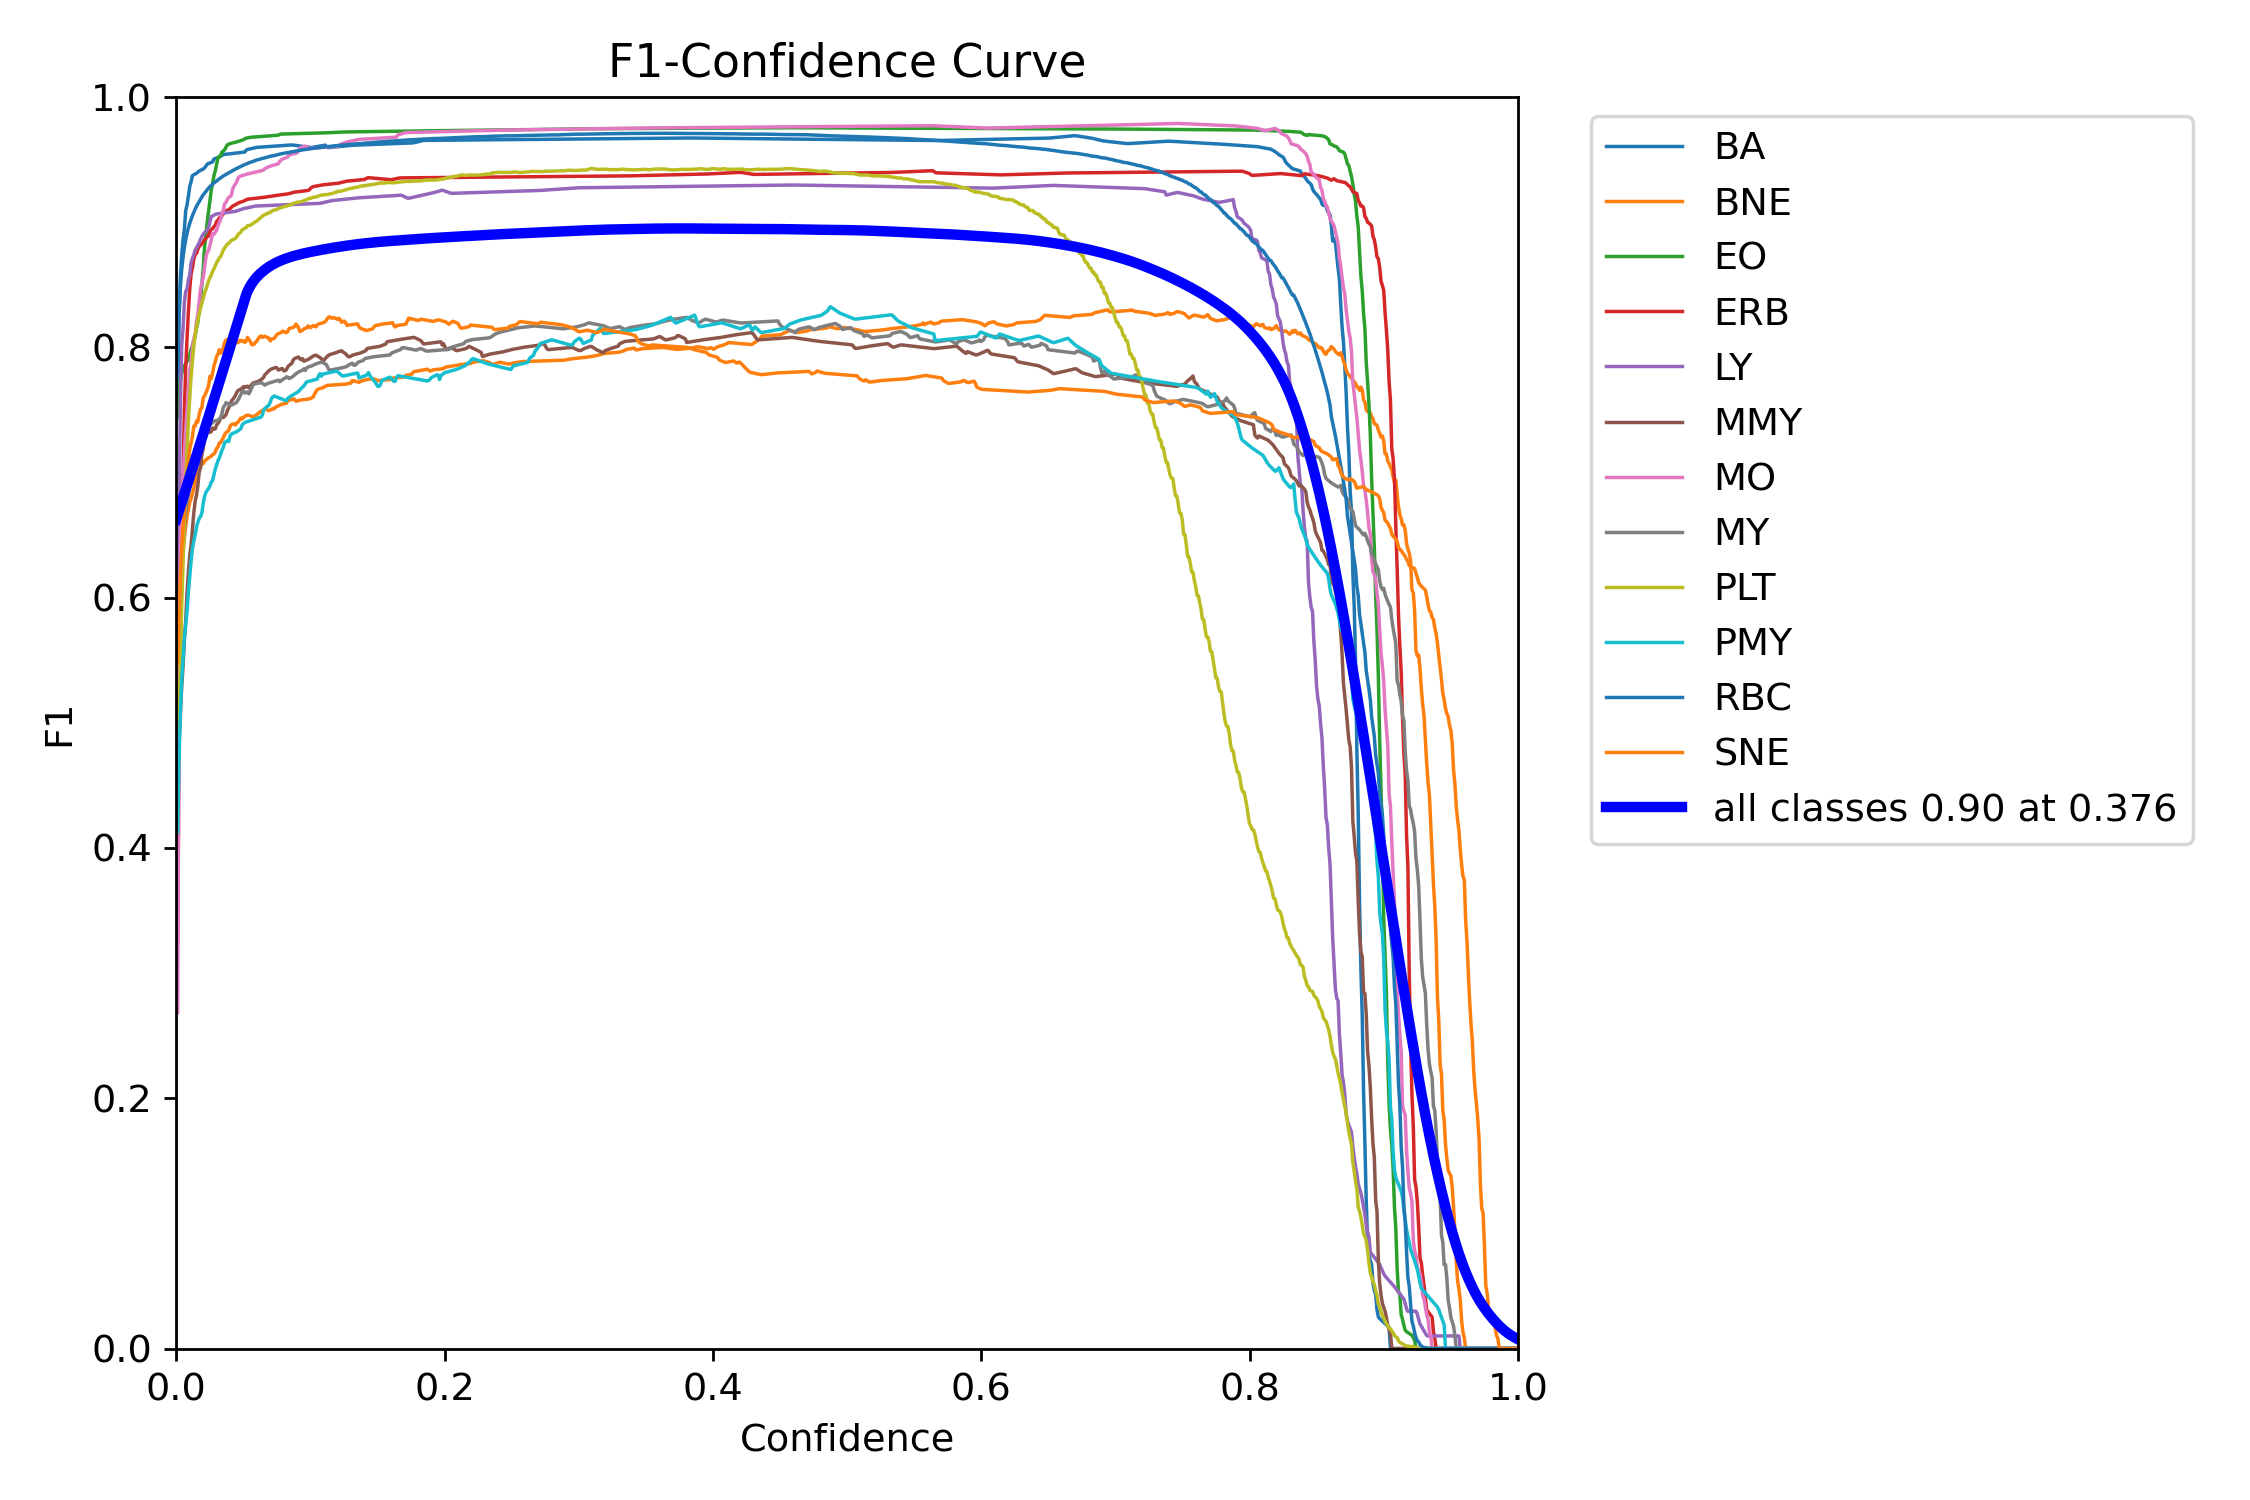 F1-Confidence Curve
1.0
0.8
0.6
0.4
0.2
0.0
F1
0.0 0.2 0.4 0.6 0.8 1.0
Confidence
BA
BNE
EO
ERB
LY
MMY
MO
MY
PLT
PMY
RBC
SNE
all classes 0.90 at 0.376